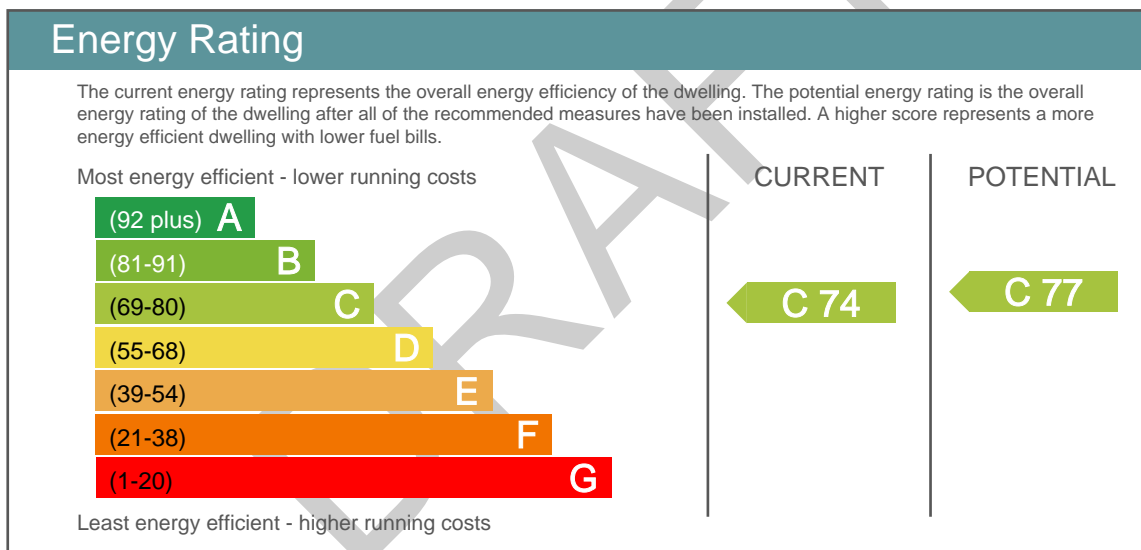 Energy Rating
The current energy rating represents the overall energy efficiency of the dwelling. The potential energy rating is the overall
energy rating of the dwelling after all of the recommended measures have been installed. A higher score represents a more
energy efficient dwelling with lower fuel bills.
Most energy efficient - lower running costs
CURRENT
POTENTIAL
(92 plus) A
(81-91) B
(69-80) C
(55-68) D
(39-54) E
(21-38) F
(1-20) G
C 74
C 77
Least energy efficient - higher running costs
DRAF